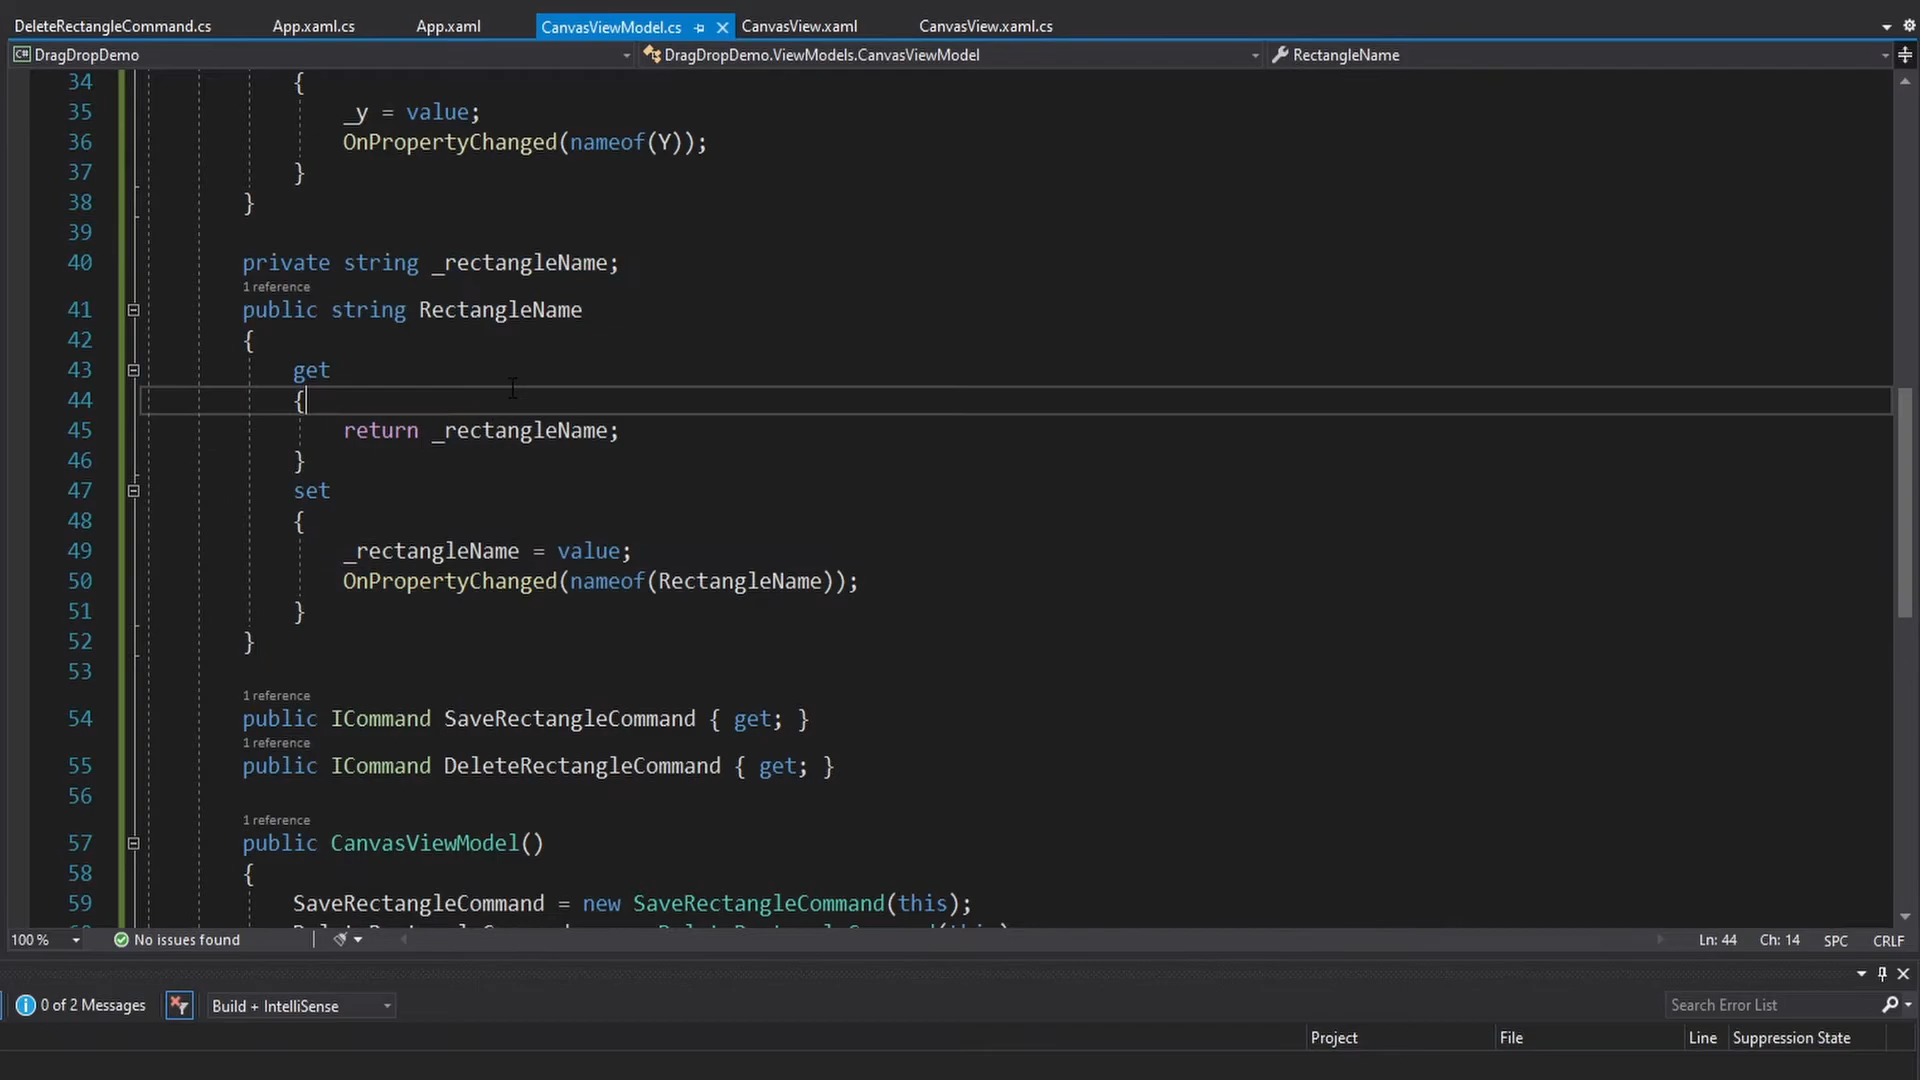 DeleteRectangleCommand.cs App.xaml.cs App.xaml CanvasViewModel.cs CanvasView.xaml CanvasView.xaml.cs
C# DragDropDemo DragDropDemo.ViewModels.CanvasViewModel RectangleName
34 {
35 _y = value;
36 OnPropertyChanged(nameof(Y));
37 }
38 }
39
40 private string _rectangleName;
1 reference
41 public string RectangleName
42 {
43 get
44 {
45 return _rectangleName;
46 }
47 set
48 {
49 _rectangleName = value;
50 OnPropertyChanged(nameof(RectangleName));
51 }
52 }
53
1 reference
54 public ICommand SaveRectangleCommand { get; }
1 reference
55 public ICommand DeleteRectangleCommand { get; }
56
1 reference
57 public CanvasViewModel()
58 {
59 SaveRectangleCommand = new SaveRectangleCommand(this);
100 % No issues found Ln: 44 Ch: 14 SPC CRLF
0 of 2 Messages Build + IntelliSense Search Error List
Project File Line Suppression State